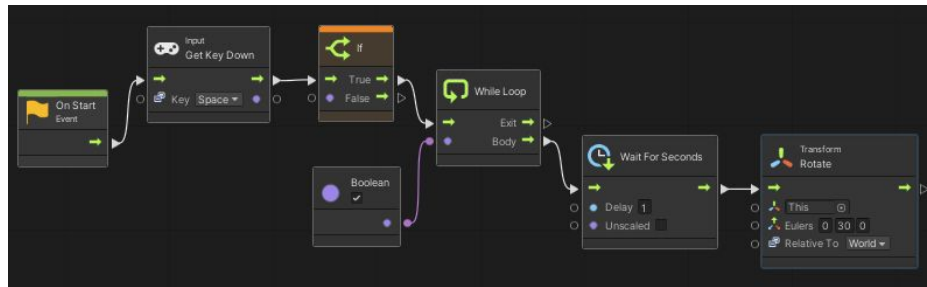 On Start
Event
Input
Get Key Down
Key Space
If
True
False
While Loop
Exit
Body
Boolean
Wait For Seconds
Delay 1
Unscaled
Transform
Rotate
This
Eulers 0 30 0
Relative To World